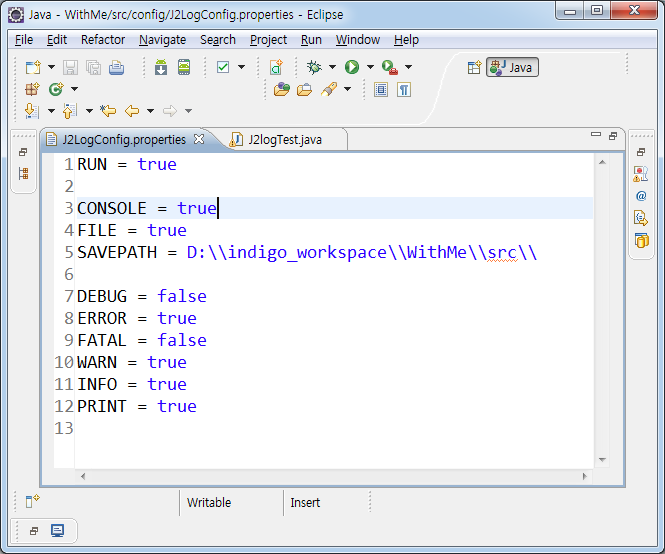 Java - WithMe/src/config/J2LogConfig.properties - Eclipse
File Edit Refactor Navigate Search Project Run Window Help
Java
J2LogConfig.properties J2logTest.java
1 RUN = true
2
3 CONSOLE = true
4 FILE = true
5 SAVEPATH = D:\\indigo_workspace\\WithMe\\src\\
6
7 DEBUG = false
8 ERROR = true
9 FATAL = false
10 WARN = true
11 INFO = true
12 PRINT = true
13
Writable Insert